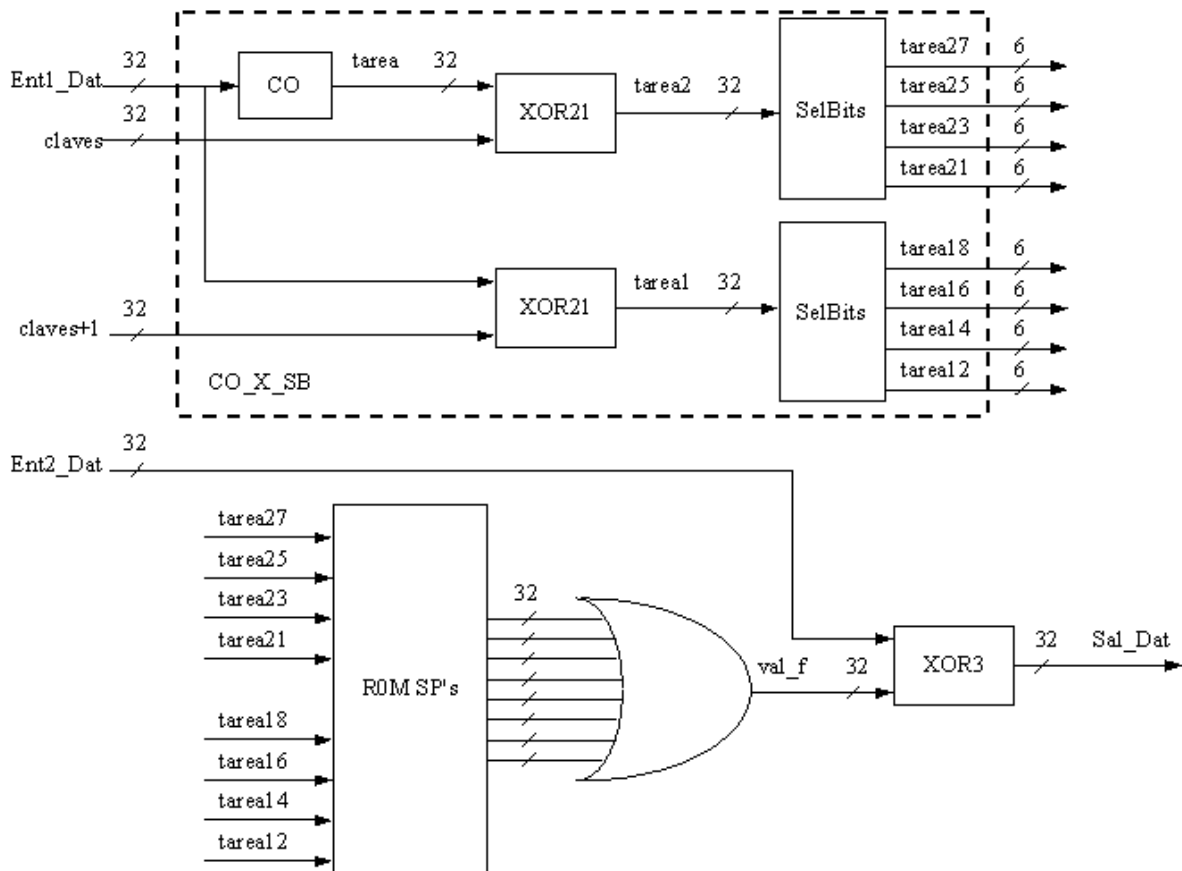 32
Ent1_Dat
CO
tarea
32
XOR21
tarea2
32
SelBits
tarea27
6
tarea25
6
tarea23
6
tarea21
6
32
claves
XOR21
tarea1
32
SelBits
tarea18
6
tarea16
6
tarea14
6
tarea12
6
32
claves+1
CO_X_SB
32
Ent2_Dat
tarea27
tarea25
tarea23
tarea21
tarea18
tarea16
tarea14
tarea12
R0M SP's
32
val_f
32
XOR3
32
Sal_Dat